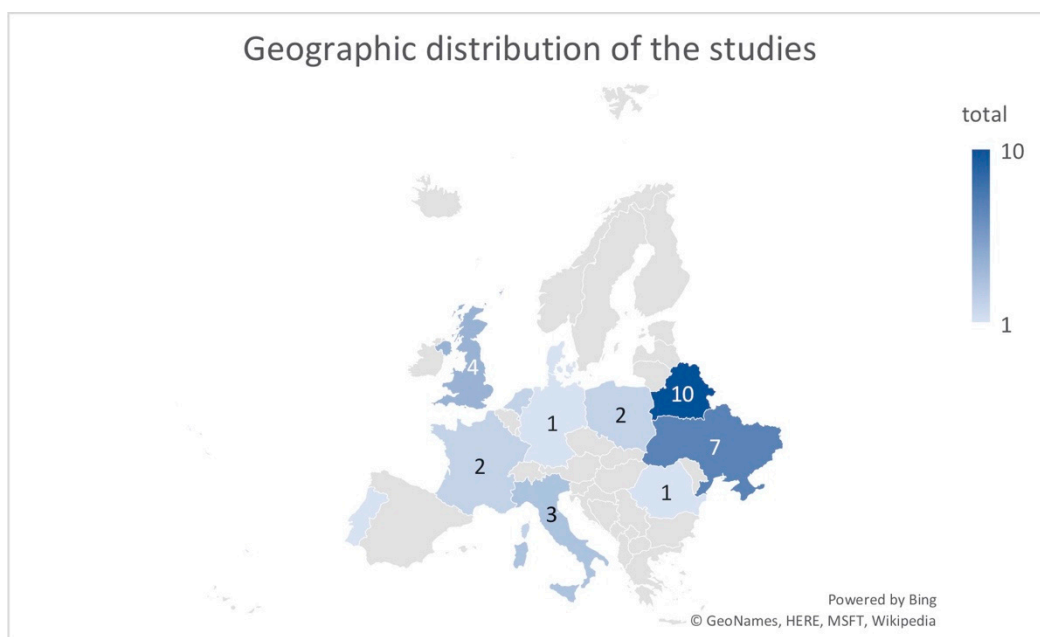 Geographic distribution of the studies
total
10
1
4
10
1
2
7
2
1
3
Powered by Bing
© GeoNames, HERE, MSFT, Wikipedia